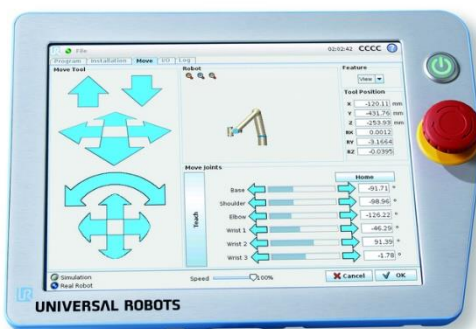 File 02:02:42 CCCC ?
Program Installation Move I/O Log
Move Tool
Robot
Feature
View
Tool Position
X -120.11 mm
Y -431.76 mm
Z -253.93 mm
RX 0.0012
RY -3.1664
RZ -0.0395
Move Joints
Home
Teach
Base -91.71 °
Shoulder -98.96 °
Elbow -126.22 °
Wrist 1 -46.29 °
Wrist 2 91.39 °
Wrist 3 -1.78 °
Simulation
Real Robot
Speed 100%
Cancel OK
UR UNIVERSAL ROBOTS